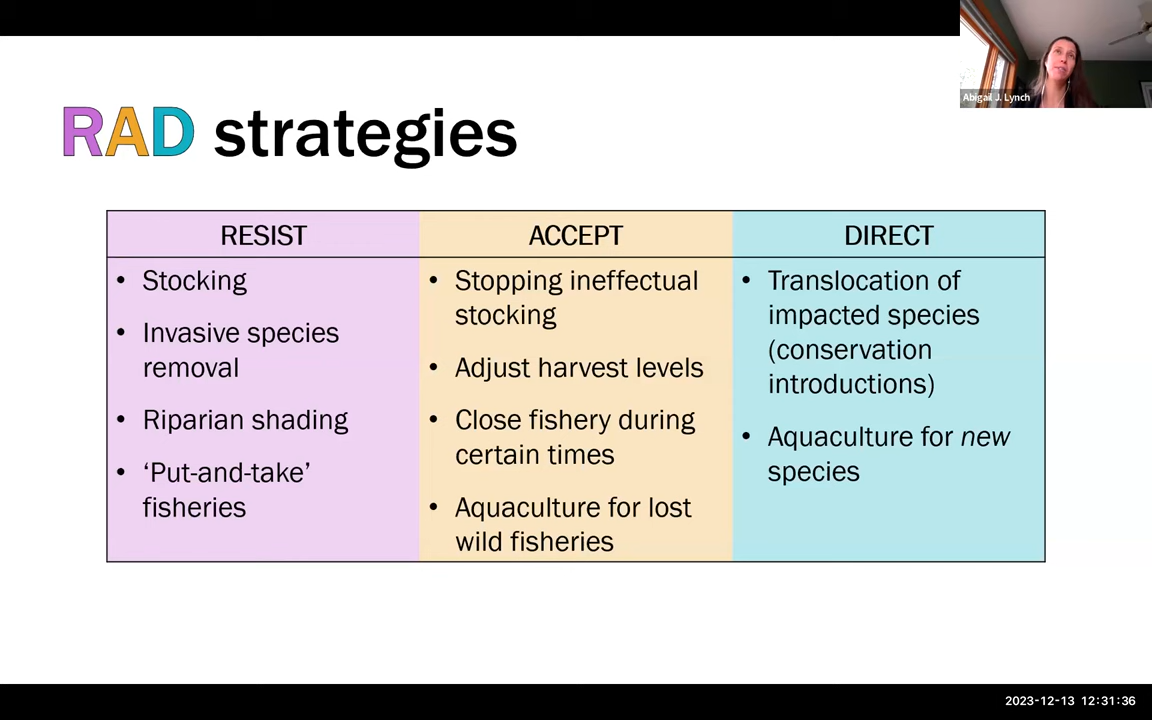 Abigail J. Lynch
RAD strategies
RESIST
• Stocking
• Invasive species
removal
• Riparian shading
• ‘Put-and-take’
fisheries
ACCEPT
• Stopping ineffectual
stocking
• Adjust harvest levels
• Close fishery during
certain times
• Aquaculture for lost
wild fisheries
DIRECT
• Translocation of
impacted species
(conservation
introductions)
• Aquaculture for new
species
2023-12-13 12:31:36